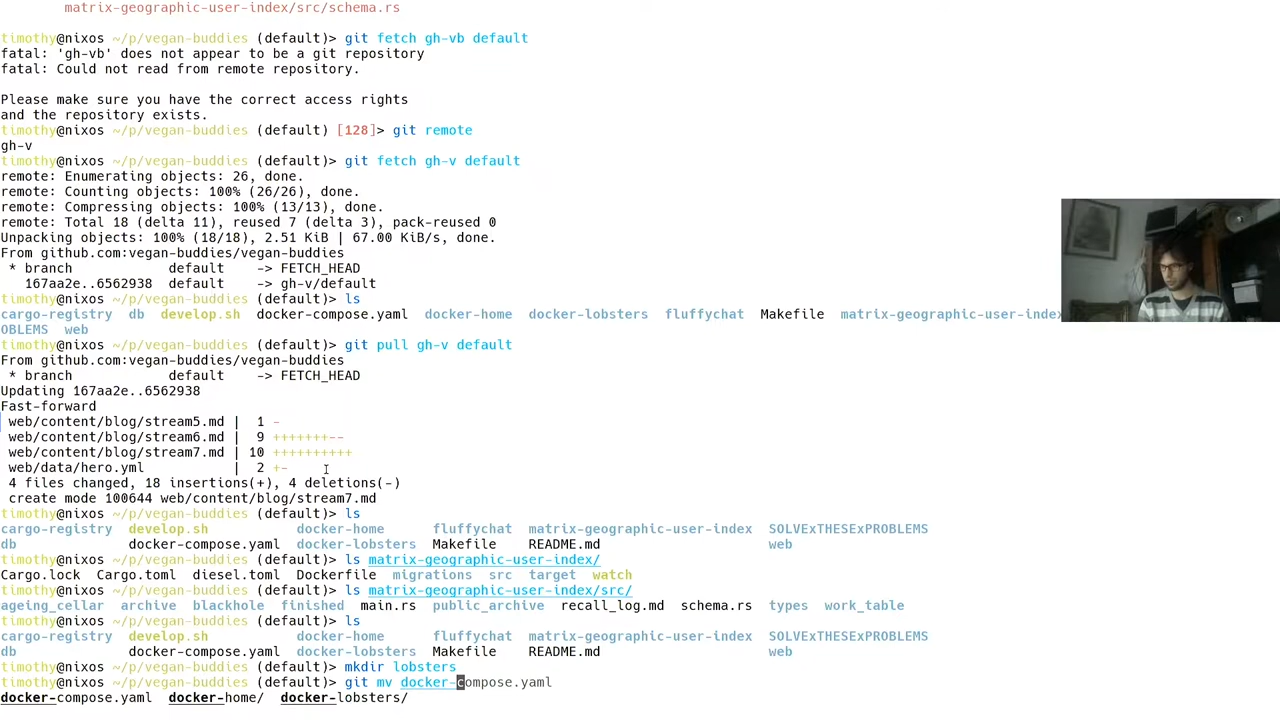 matrix-geographic-user-index/src/schema.rs
timothy@nixos ~/p/vegan-buddies (default)> git fetch gh-vb default
fatal: 'gh-vb' does not appear to be a git repository
fatal: Could not read from remote repository.
Please make sure you have the correct access rights
and the repository exists.
timothy@nixos ~/p/vegan-buddies (default) [128]> git remote
gh-v
timothy@nixos ~/p/vegan-buddies (default)> git fetch gh-v default
remote: Enumerating objects: 26, done.
remote: Counting objects: 100% (26/26), done.
remote: Compressing objects: 100% (13/13), done.
remote: Total 18 (delta 11), reused 7 (delta 3), pack-reused 0
Unpacking objects: 100% (18/18), 2.51 KiB | 67.00 KiB/s, done.
From github.com:vegan-buddies/vegan-buddies
 * branch            default    -> FETCH_HEAD
   167aa2e..6562938  default    -> gh-v/default
timothy@nixos ~/p/vegan-buddies (default)> ls
cargo-registry  db  develop.sh  docker-compose.yaml  docker-home  docker-lobsters  fluffychat  Makefile  matrix-geographic-user-index
OBLEMS  web
timothy@nixos ~/p/vegan-buddies (default)> git pull gh-v default
From github.com:vegan-buddies/vegan-buddies
 * branch            default    -> FETCH_HEAD
Updating 167aa2e..6562938
Fast-forward
 web/content/blog/stream5.md |  1 -
 web/content/blog/stream6.md |  9 +++++++--
 web/content/blog/stream7.md | 10 ++++++++++
 web/data/hero.yml           |  2 +-
 4 files changed, 18 insertions(+), 4 deletions(-)
 create mode 100644 web/content/blog/stream7.md
timothy@nixos ~/p/vegan-buddies (default)> ls
cargo-registry  develop.sh           docker-home      fluffychat  matrix-geographic-user-index  SOLVExTHESExPROBLEMS
db              docker-compose.yaml  docker-lobsters  Makefile    README.md                     web
timothy@nixos ~/p/vegan-buddies (default)> ls matrix-geographic-user-index/
Cargo.lock  Cargo.toml  diesel.toml  Dockerfile  migrations  src  target  watch
timothy@nixos ~/p/vegan-buddies (default)> ls matrix-geographic-user-index/src/
ageing_cellar  archive  blackhole  finished  main.rs  public_archive  recall_log.md  schema.rs  types  work_table
timothy@nixos ~/p/vegan-buddies (default)> ls
cargo-registry  develop.sh           docker-home      fluffychat  matrix-geographic-user-index  SOLVExTHESExPROBLEMS
db              docker-compose.yaml  docker-lobsters  Makefile    README.md                     web
timothy@nixos ~/p/vegan-buddies (default)> mkdir lobsters
timothy@nixos ~/p/vegan-buddies (default)> git mv docker-compose.yaml
docker-compose.yaml  docker-home/  docker-lobsters/